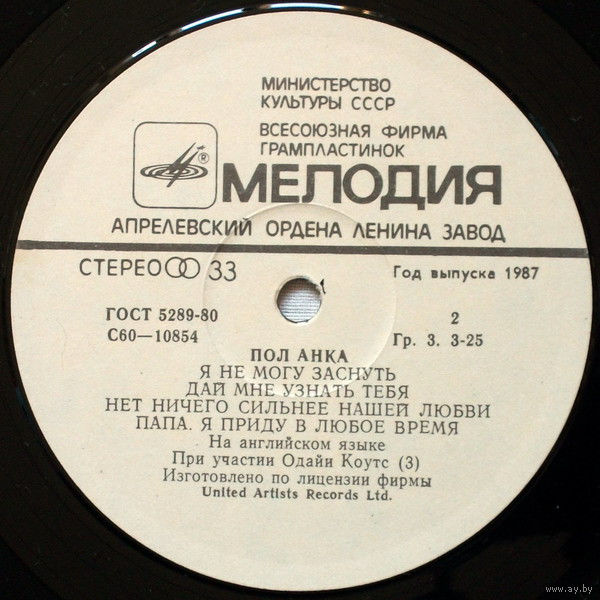 МИНИСТЕРСТВО
КУЛЬТУРЫ СССР
ВСЕСОЮЗНАЯ ФИРМА
ГРАМПЛАСТИНОК
®
МЕЛОДИЯ
АПРЕЛЕВСКИЙ ОРДЕНА ЛЕНИНА ЗАВОД
СТЕРЕО 33
Год выпуска 1987
ГОСТ 5289-80
2
С60—10854
Гр. 3. 3-25
ПОЛ АНКА
Я НЕ МОГУ ЗАСНУТЬ
ДАЙ МНЕ УЗНАТЬ ТЕБЯ
НЕТ НИЧЕГО СИЛЬНЕЕ НАШЕЙ ЛЮБВИ
ПАПА. Я ПРИДУ В ЛЮБОЕ ВРЕМЯ
На английском языке
При участии Одайи Коутс (3)
Изготовлено по лицензии фирмы
United Artists Records Ltd.
www.ay.by